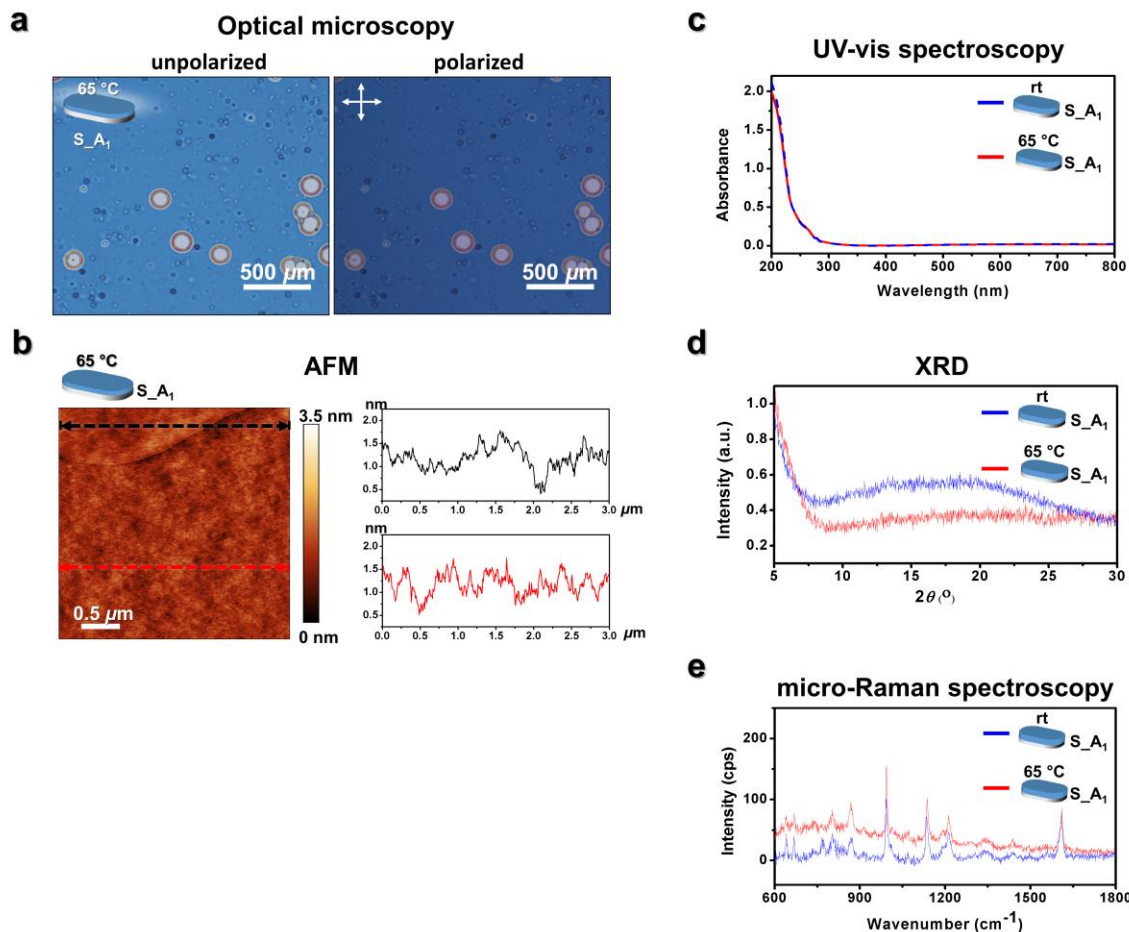 a
Optical microscopy
unpolarized
polarized
65 °C
S_A₁
500 µm
500 µm
b
AFM
65 °C
S_A₁
3.5 nm
0 nm
0.5 µm
nm
2.0
1.5
1.0
0.5
0.0 0.5 1.0 1.5 2.0 2.5 3.0 µm
nm
2.0
1.5
1.0
0.5
0.0 0.5 1.0 1.5 2.0 2.5 3.0 µm
c
UV-vis spectroscopy
rt
S_A₁
65 °C
S_A₁
Absorbance
2.0
1.5
1.0
0.5
0.0
200 300 400 500 600 700 800
Wavelength (nm)
d
XRD
rt
S_A₁
65 °C
S_A₁
Intensity (a.u.)
1.0
0.8
0.6
0.4
0.2
5 10 15 20 25 30
2θ (°)
e
micro-Raman spectroscopy
rt
S_A₁
65 °C
S_A₁
Intensity (cps)
200
100
0
600 900 1200 1500 1800
Wavenumber (cm⁻¹)